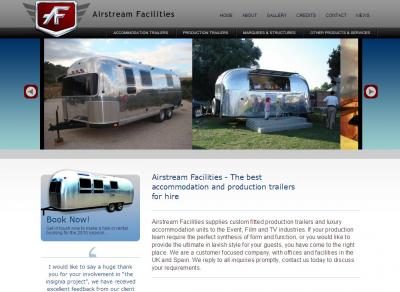 AF
Airstream Facilities
HOME ABOUT GALLERY CREDITS CONTACT NEWS
ACCOMMODATION TRAILERS PRODUCTION TRAILERS MARQUEES & STRUCTURES OTHER PRODUCTS & SERVICES
Airstream Facilities - The best
accommodation and production trailers
for hire
Airstream Facilities supplies custom fitted production trailers and luxury
accommodation units to the Event, Film and TV industries. If your production
team require the perfect synthesis of form and function, or you would like to
provide the ultimate in lavish style for your guests, you have come to the right
place. We are a customer focused company, with offices and facilities in the
UK and Spain. We reply to all inquiries promptly, contact us today to discuss
your requirements.
Book Now!
Get in touch now to make a hire or rental
booking for the 2010 season...
“
I would like to say a huge thank
you for your involvement in "the
insignia project", we have received
excellent feedback from our client